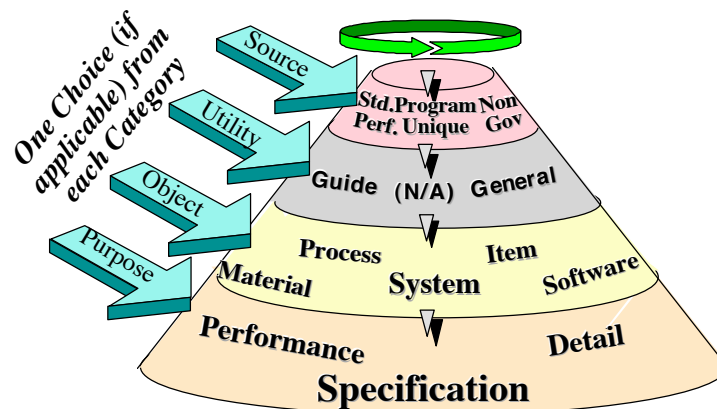 One Choice (if
applicable) from
each Category
Source
Utility
Object
Purpose
Std. Program Non
Perf. Unique Gov
Guide (N/A) General
Process Item
Material System Software
Performance Detail
Specification